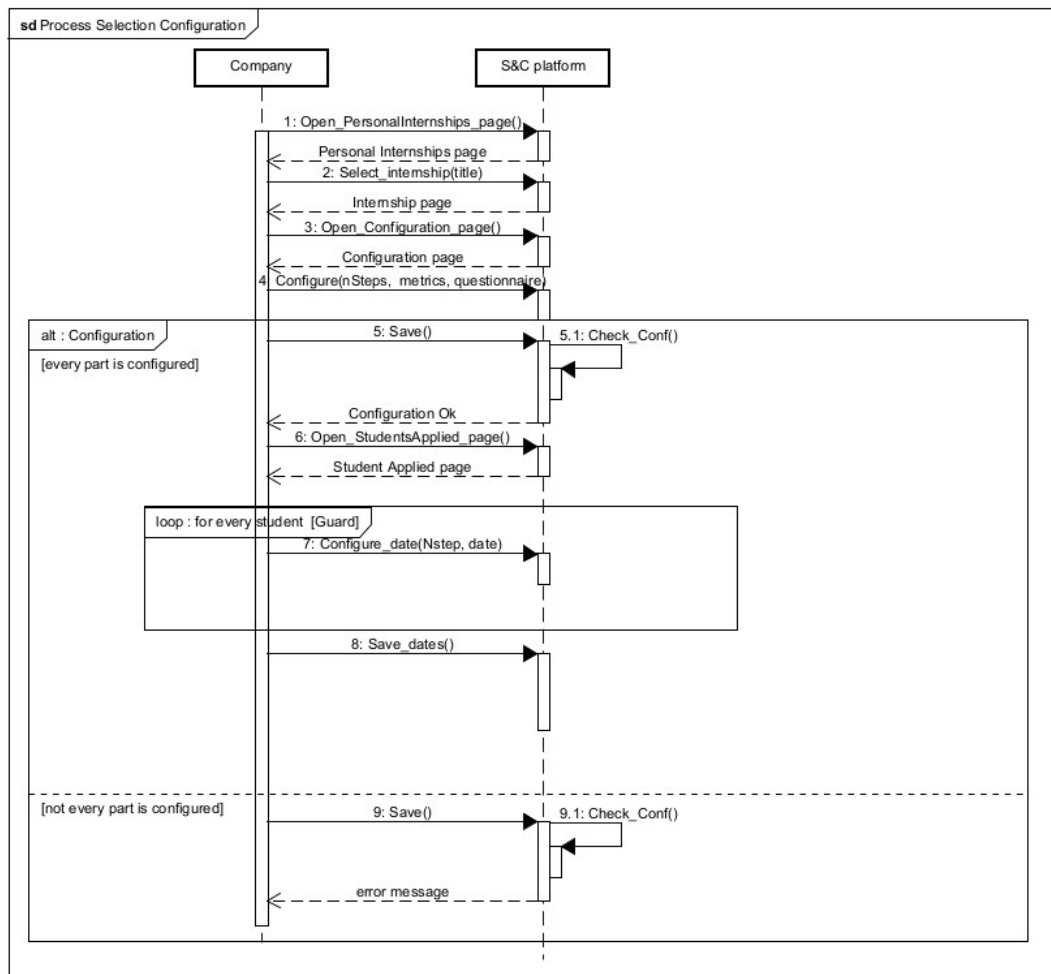 sd Process Selection Configuration
Company
S&C platform
1: Open_PersonalInternships_page()
Personal Internships page
2: Select_internship(title)
Internship page
3: Open_Configuration_page()
Configuration page
4: Configure(nSteps, metrics, questionnaire)
alt : Configuration
5: Save()
5.1: Check_Conf()
[every part is configured]
Configuration Ok
6: Open_StudentsApplied_page()
Student Applied page
loop : for every student [Guard]
7: Configure_date(Nstep, date)
8: Save_dates()
[not every part is configured]
9: Save()
9.1: Check_Conf()
error message